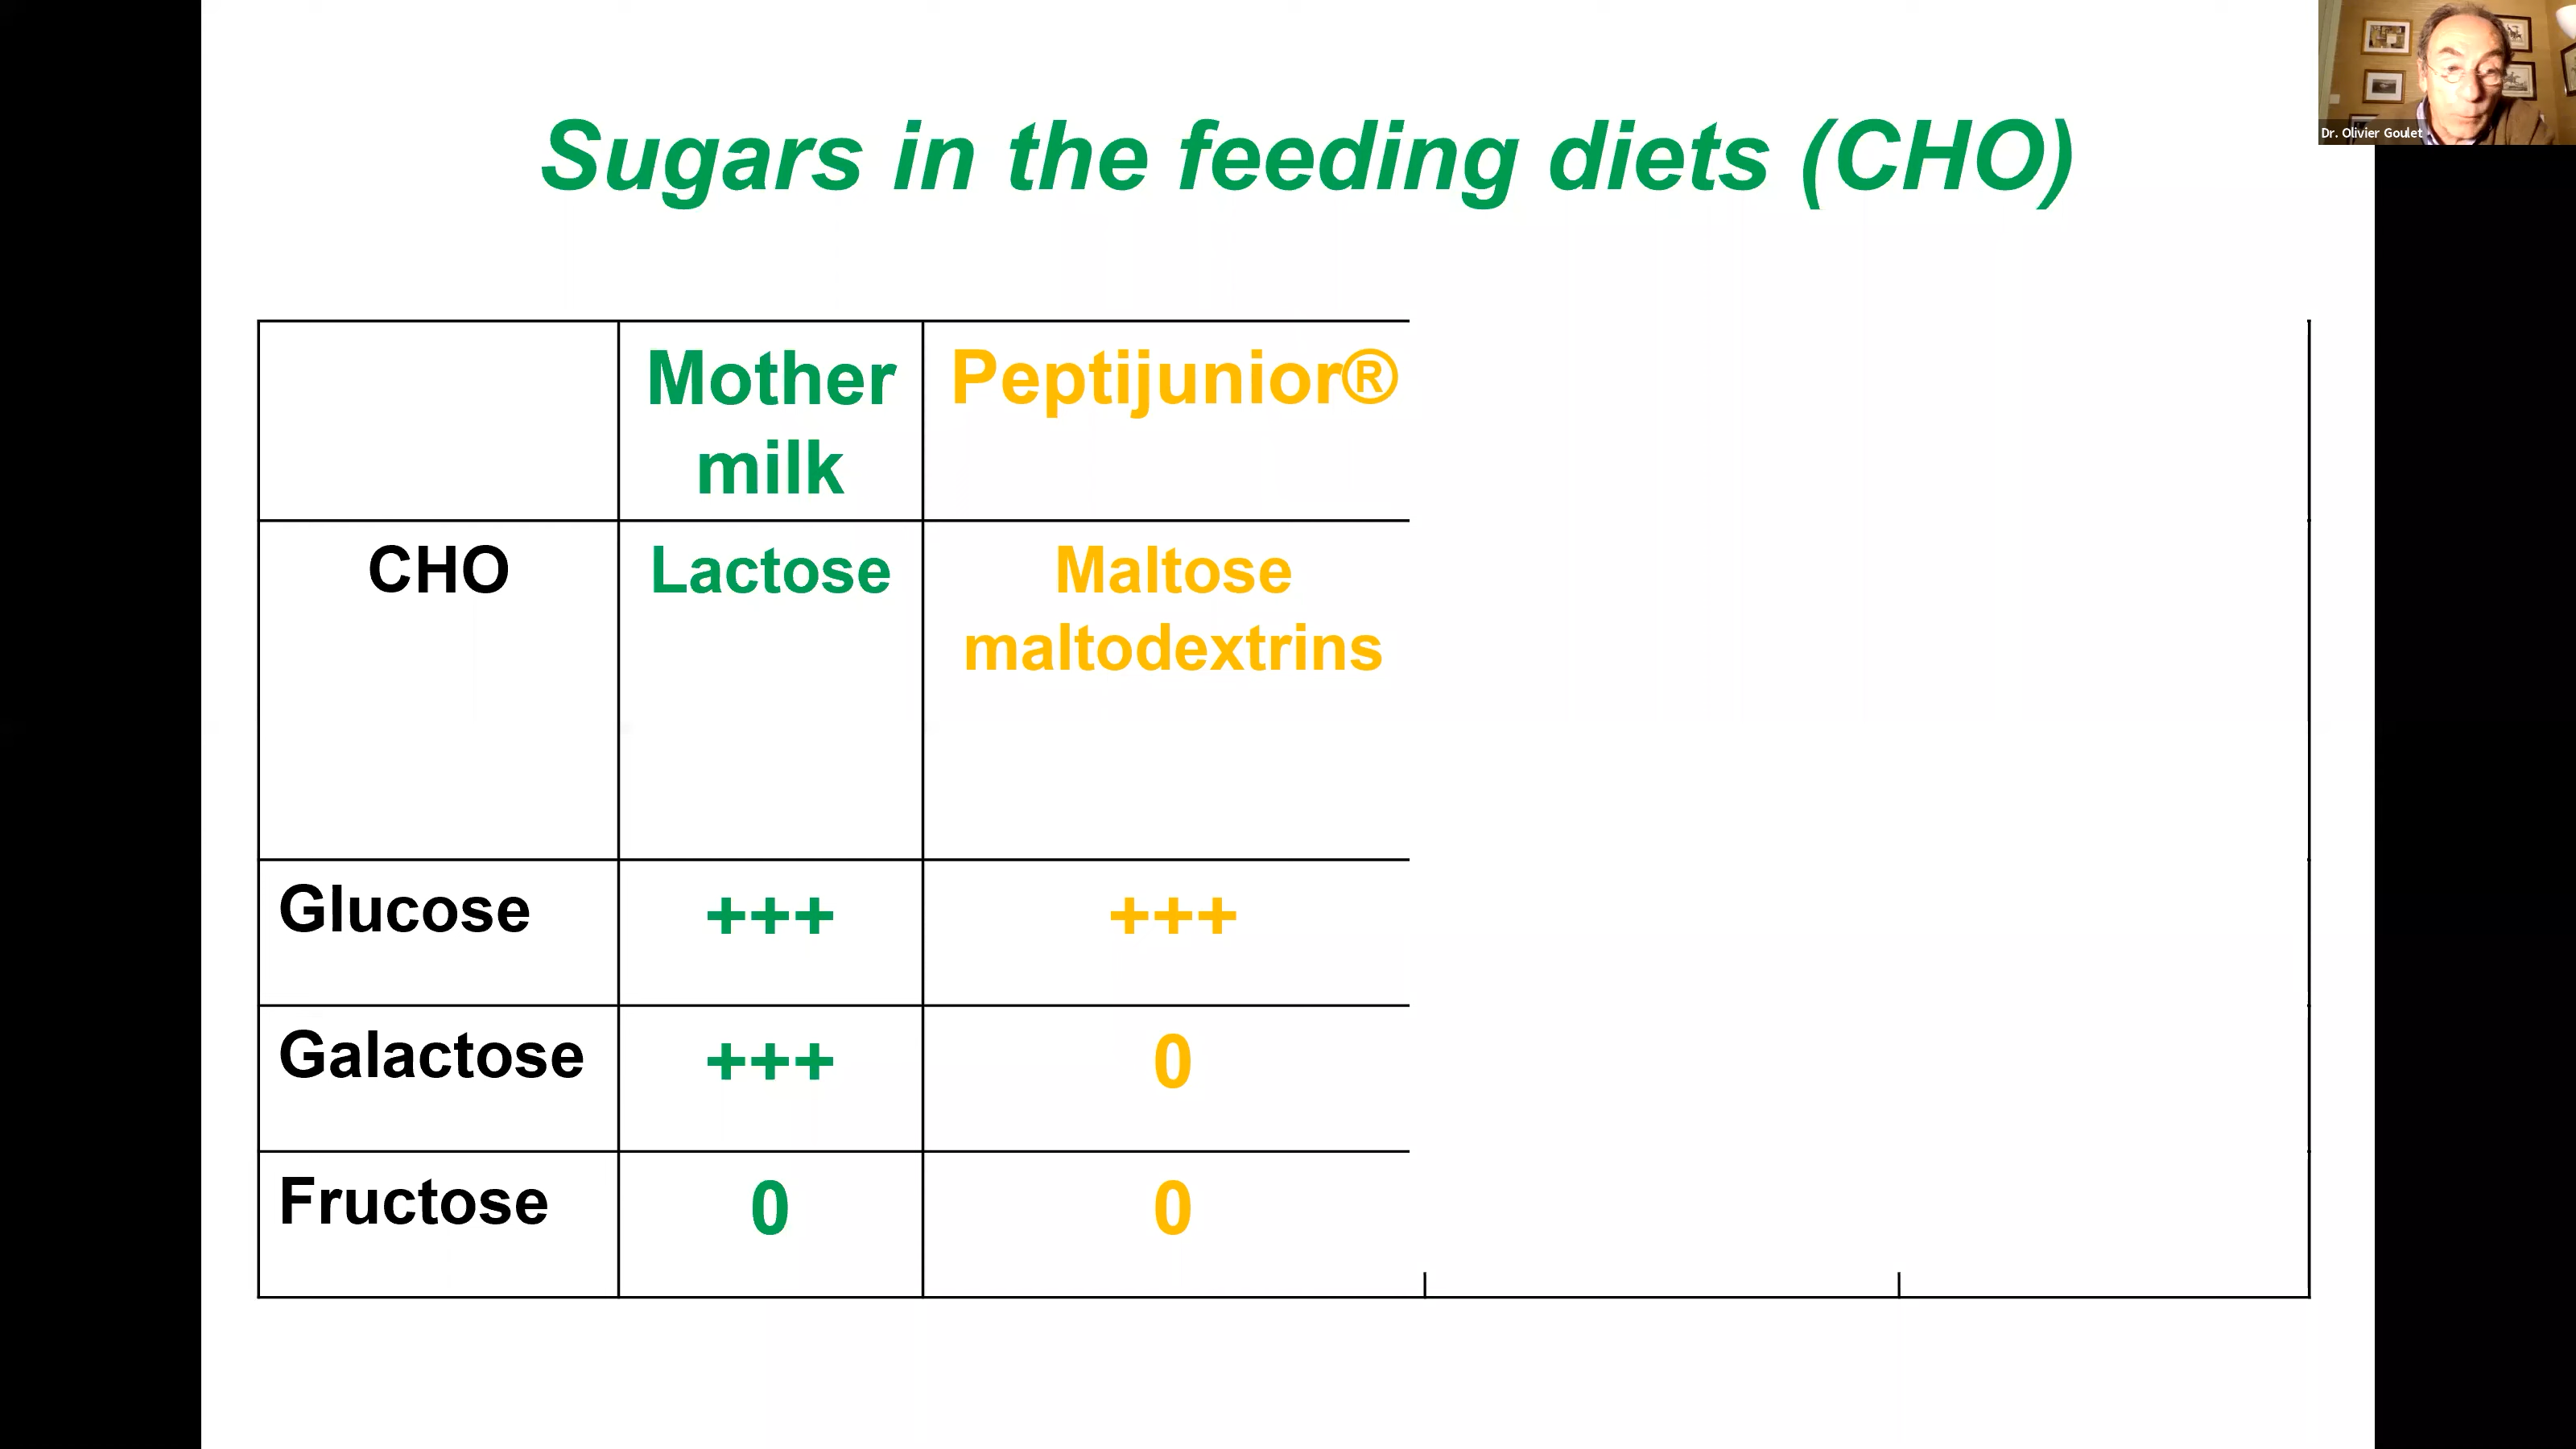 Dr. Olivier Goulet
Sugars in the feeding diets (CHO)
Mother
milk
Peptijunior®
CHO
Lactose
Maltose
maltodextrins
Glucose
+++
+++
Galactose
+++
0
Fructose
0
0